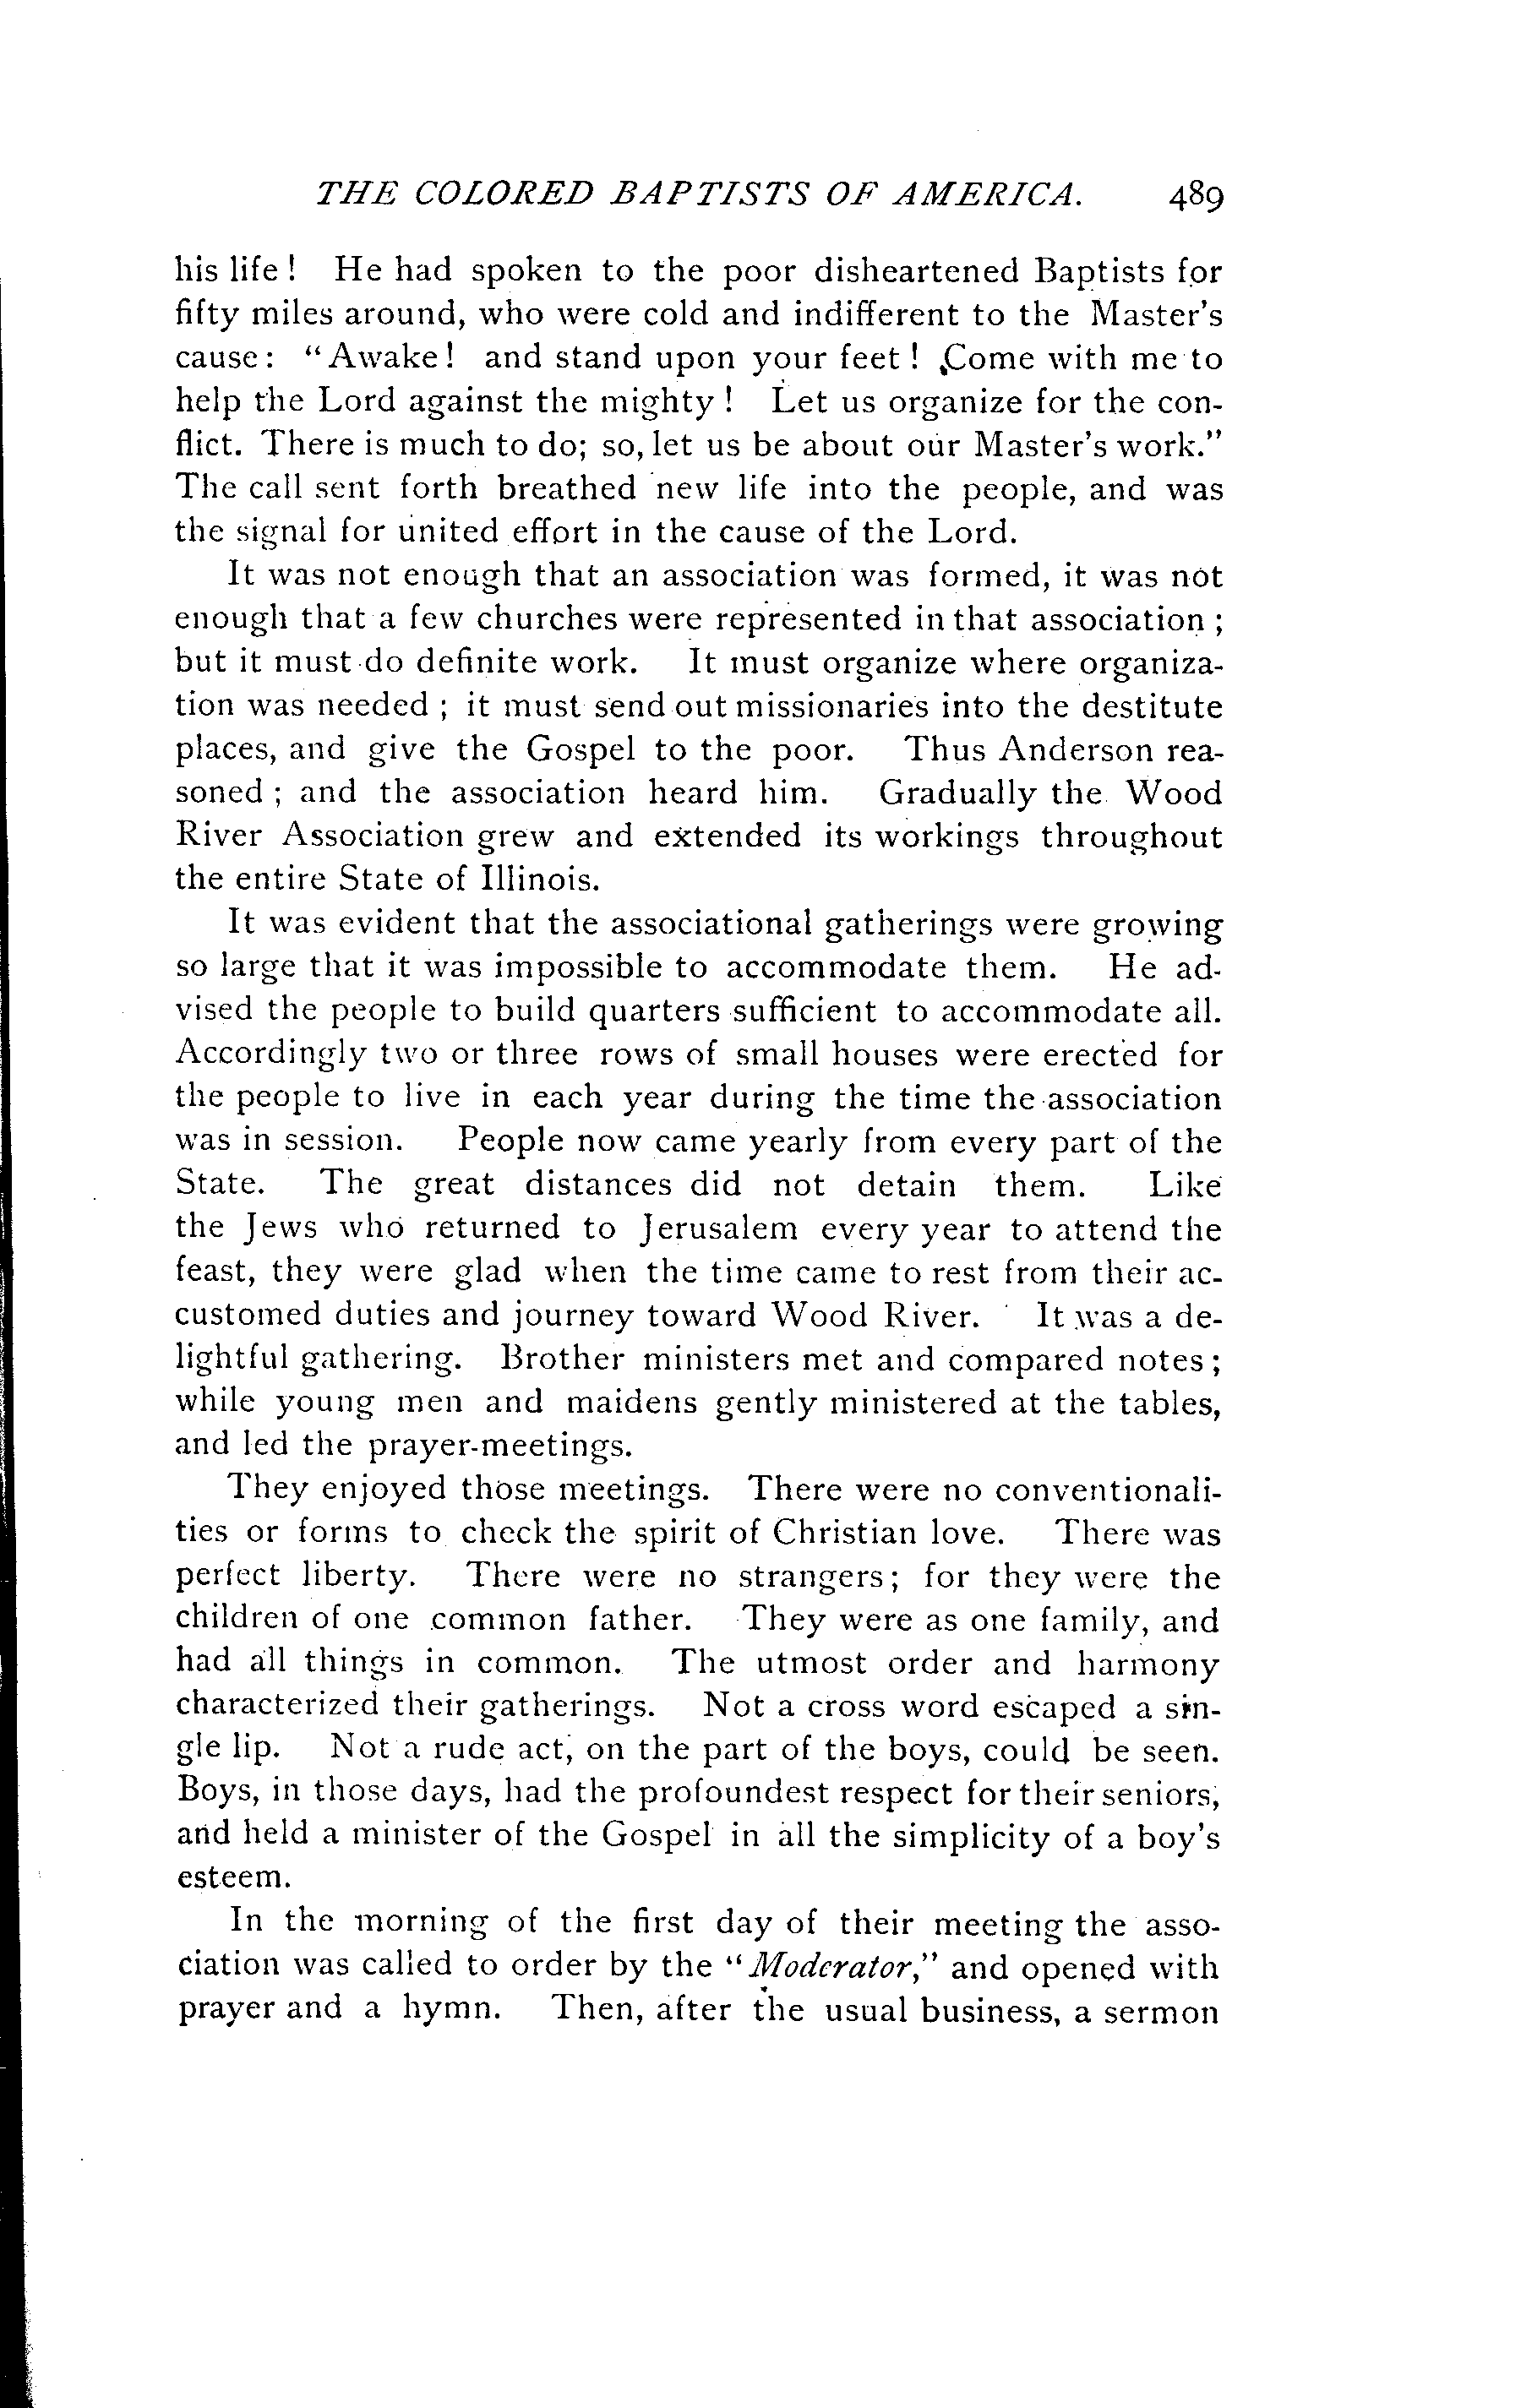 THE COLORED BAPTISTS OF AMERICA. 489
his life! He had spoken to the poor disheartened Baptists for
fifty miles around, who were cold and indifferent to the Master's
cause: "Awake! and stand upon your feet! Come with me to
help the Lord against the mighty! Let us organize for the con-
flict. There is much to do; so, let us be about our Master's work."
The call sent forth breathed new life into the people, and was
the signal for united effort in the cause of the Lord.
It was not enough that an association was formed, it was not
enough that a few churches were represented in that association;
but it must do definite work. It must organize where organiza-
tion was needed; it must send out missionaries into the destitute
places, and give the Gospel to the poor. Thus Anderson rea-
soned; and the association heard him. Gradually the Wood
River Association grew and extended its workings throughout
the entire State of Illinois.
It was evident that the associational gatherings were growing
so large that it was impossible to accommodate them. He ad-
vised the people to build quarters sufficient to accommodate all.
Accordingly two or three rows of small houses were erected for
the people to live in each year during the time the association
was in session. People now came yearly from every part of the
State. The great distances did not detain them. Like
the Jews who returned to Jerusalem every year to attend the
feast, they were glad when the time came to rest from their ac-
customed duties and journey toward Wood River. It was a de-
lightful gathering. Brother ministers met and compared notes;
while young men and maidens gently ministered at the tables,
and led the prayer-meetings.
They enjoyed those meetings. There were no conventionali-
ties or forms to check the spirit of Christian love. There was
perfect liberty. There were no strangers; for they were the
children of one common father. They were as one family, and
had all things in common. The utmost order and harmony
characterized their gatherings. Not a cross word escaped a sin-
gle lip. Not a rude act, on the part of the boys, could be seen.
Boys, in those days, had the profoundest respect for their seniors,
and held a minister of the Gospel in all the simplicity of a boy's
esteem.
In the morning of the first day of their meeting the asso-
ciation was called to order by the "Moderator," and opened with
prayer and a hymn. Then, after the usual business, a sermon